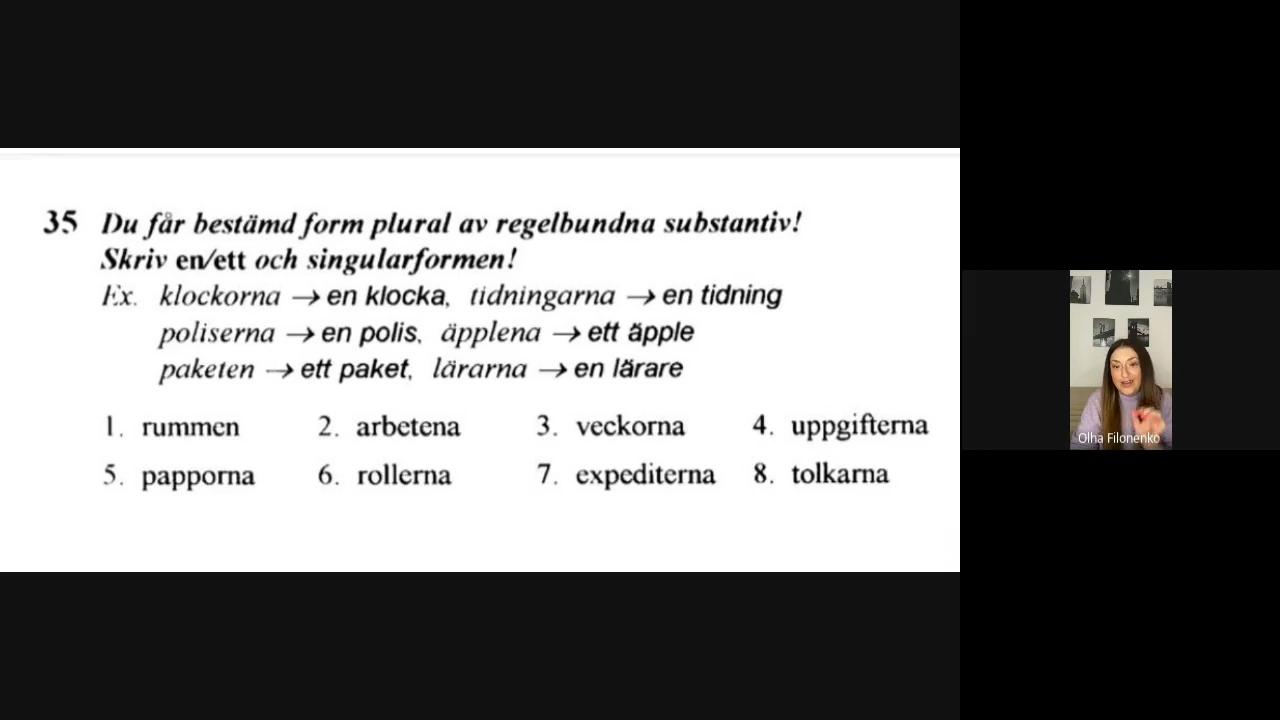 35 Du får bestämd form plural av regelbundna substantiv!
Skriv en/ett och singularformen!
Ex. klockorna → en klocka, tidningarna → en tidning
poliserna → en polis, äpplena → ett äpple
paketen → ett paket, lärarna → en lärare
1. rummen 2. arbetena 3. veckorna 4. uppgifterna
5. papporna 6. rollerna 7. expediterna 8. tolkarna
Olha Filonenko